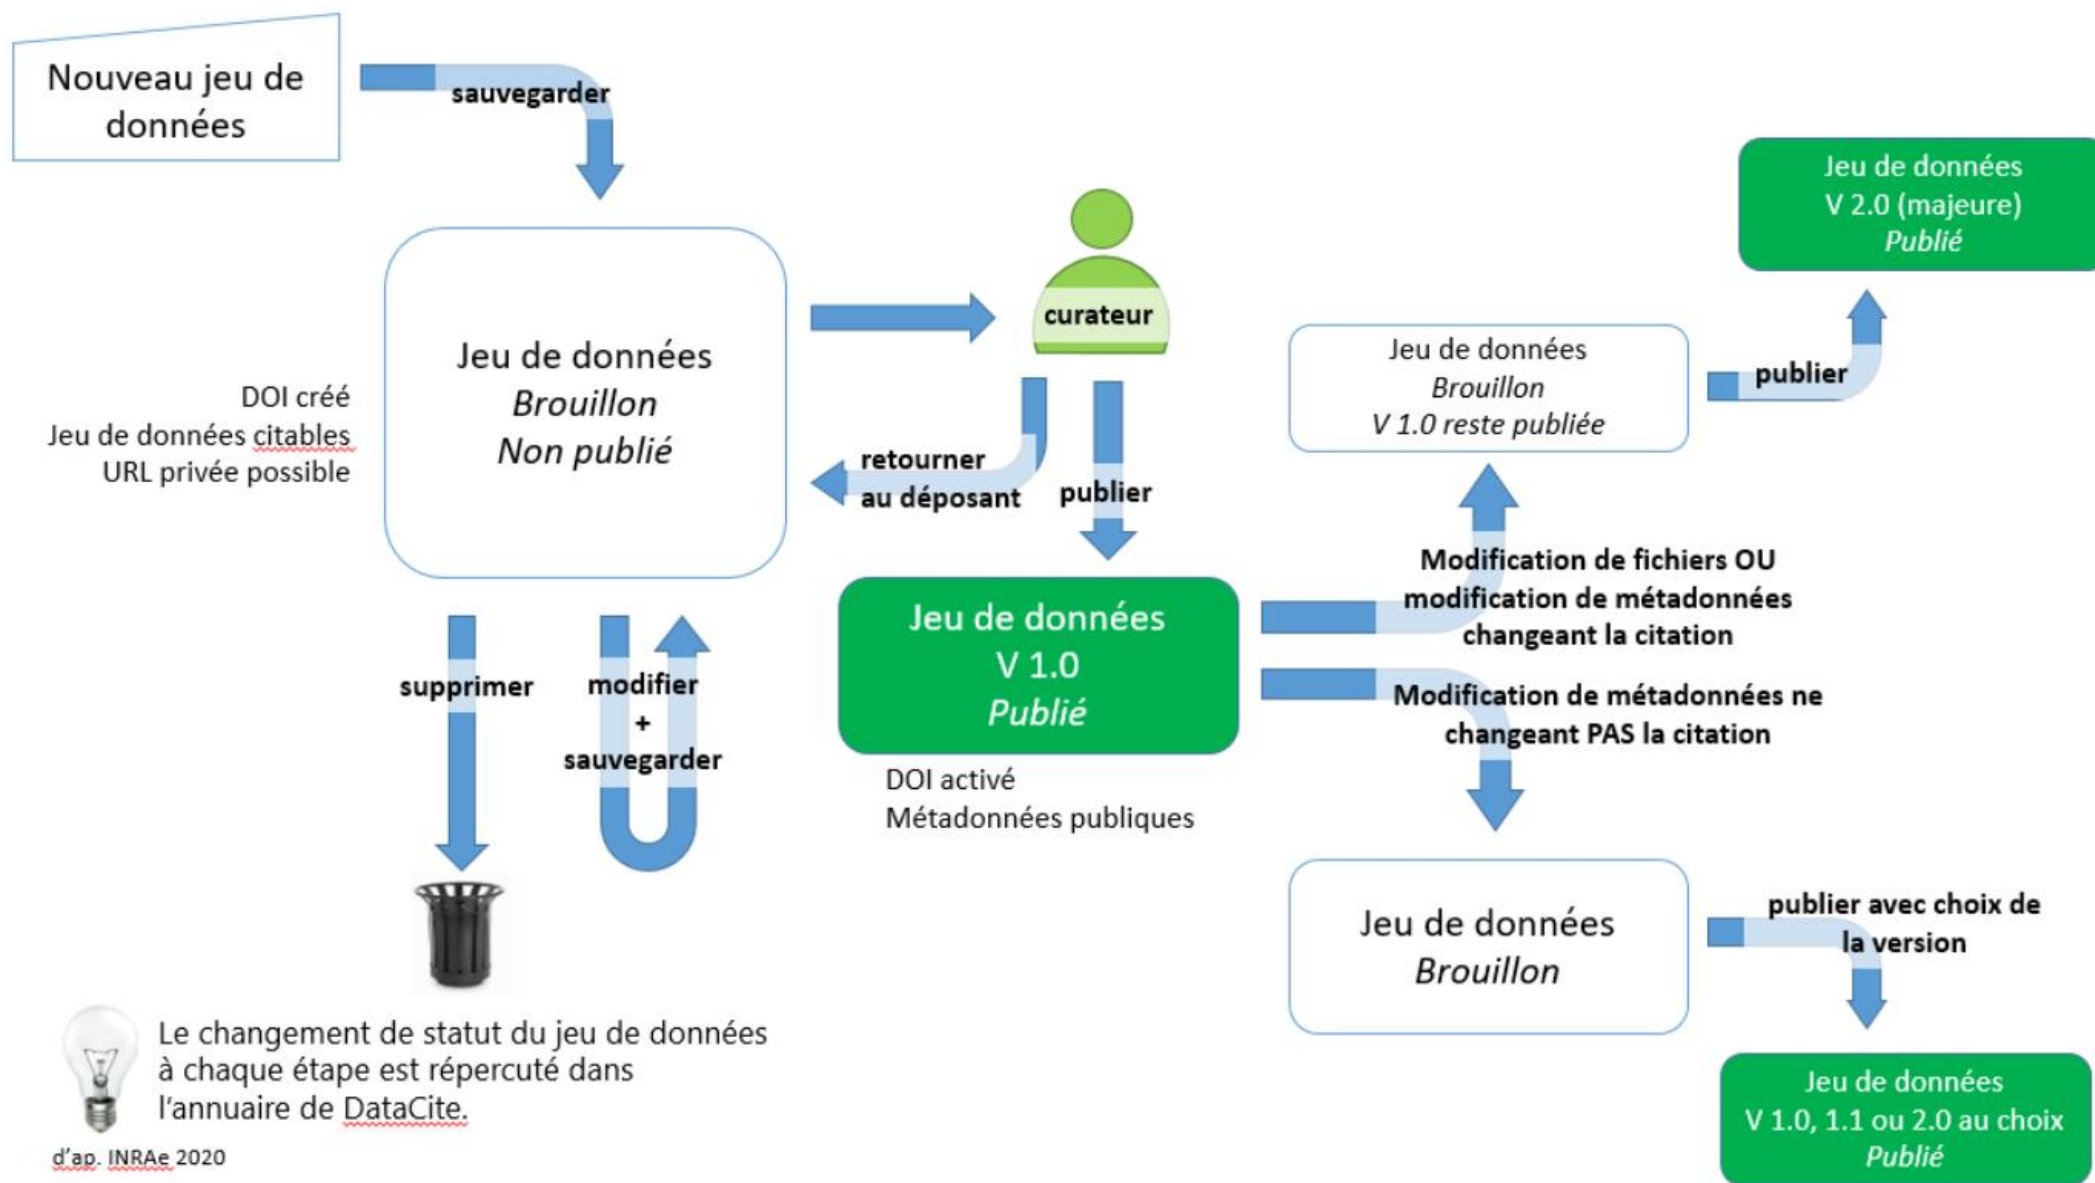 Nouveau jeu de
données
sauvegarder
Jeu de données
Brouillon
Non publié
DOI créé
Jeu de données citables
URL privée possible
curateur
retourner
au déposant
publier
supprimer
modifier
+
sauvegarder
Jeu de données
V 1.0
Publié
DOI activé
Métadonnées publiques
Modification de fichiers OU
modification de métadonnées
changeant la citation
Jeu de données
Brouillon
V 1.0 reste publiée
publier
Jeu de données
V 2.0 (majeure)
Publié
Modification de métadonnées ne
changeant PAS la citation
Jeu de données
Brouillon
publier avec choix de
la version
Jeu de données
V 1.0, 1.1 ou 2.0 au choix
Publié
Le changement de statut du jeu de données
à chaque étape est répercuté dans
l'annuaire de DataCite.
d'ap. INRAe 2020